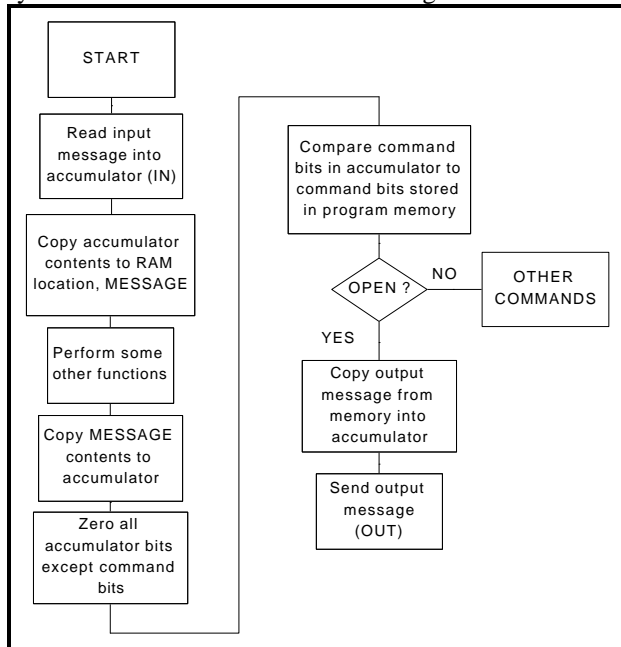 START
Read input
message into
accumulator (IN)
Copy accumulator
contents to RAM
location, MESSAGE
Perform some
other functions
Copy MESSAGE
contents to
accumulator
Zero all
accumulator bits
except command
bits
Compare command
bits in accumulator to
command bits stored
in program memory
OPEN ?
NO
OTHER
COMMANDS
YES
Copy output
message from
memory into
accumulator
Send output
message
(OUT)